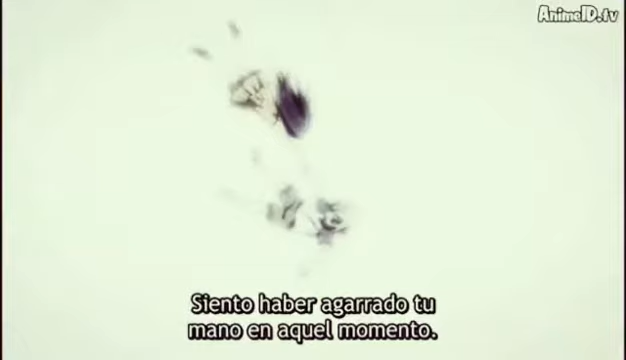 AnimeID.tv
Siento haber agarrado tu
mano en aquel momento.